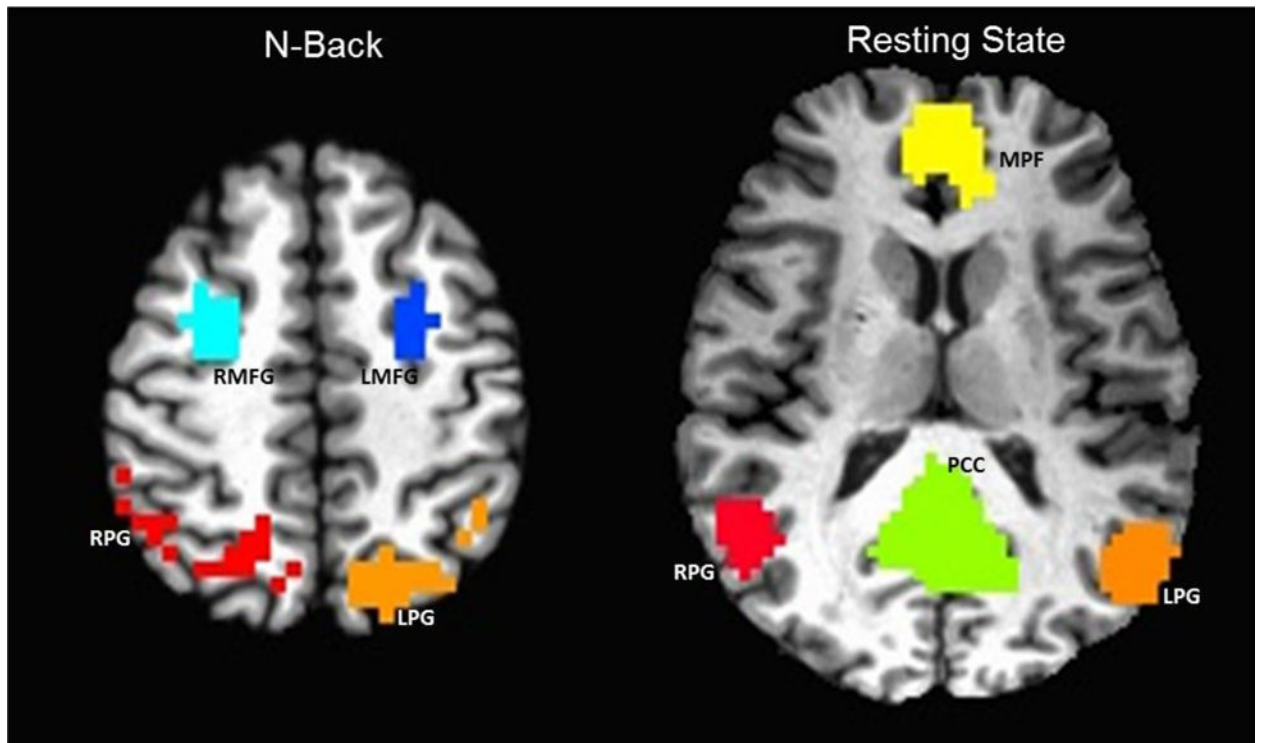 N-Back
Resting State
MPF
RMFG
LMFG
PCC
RPG
LPG
RPG
LPG